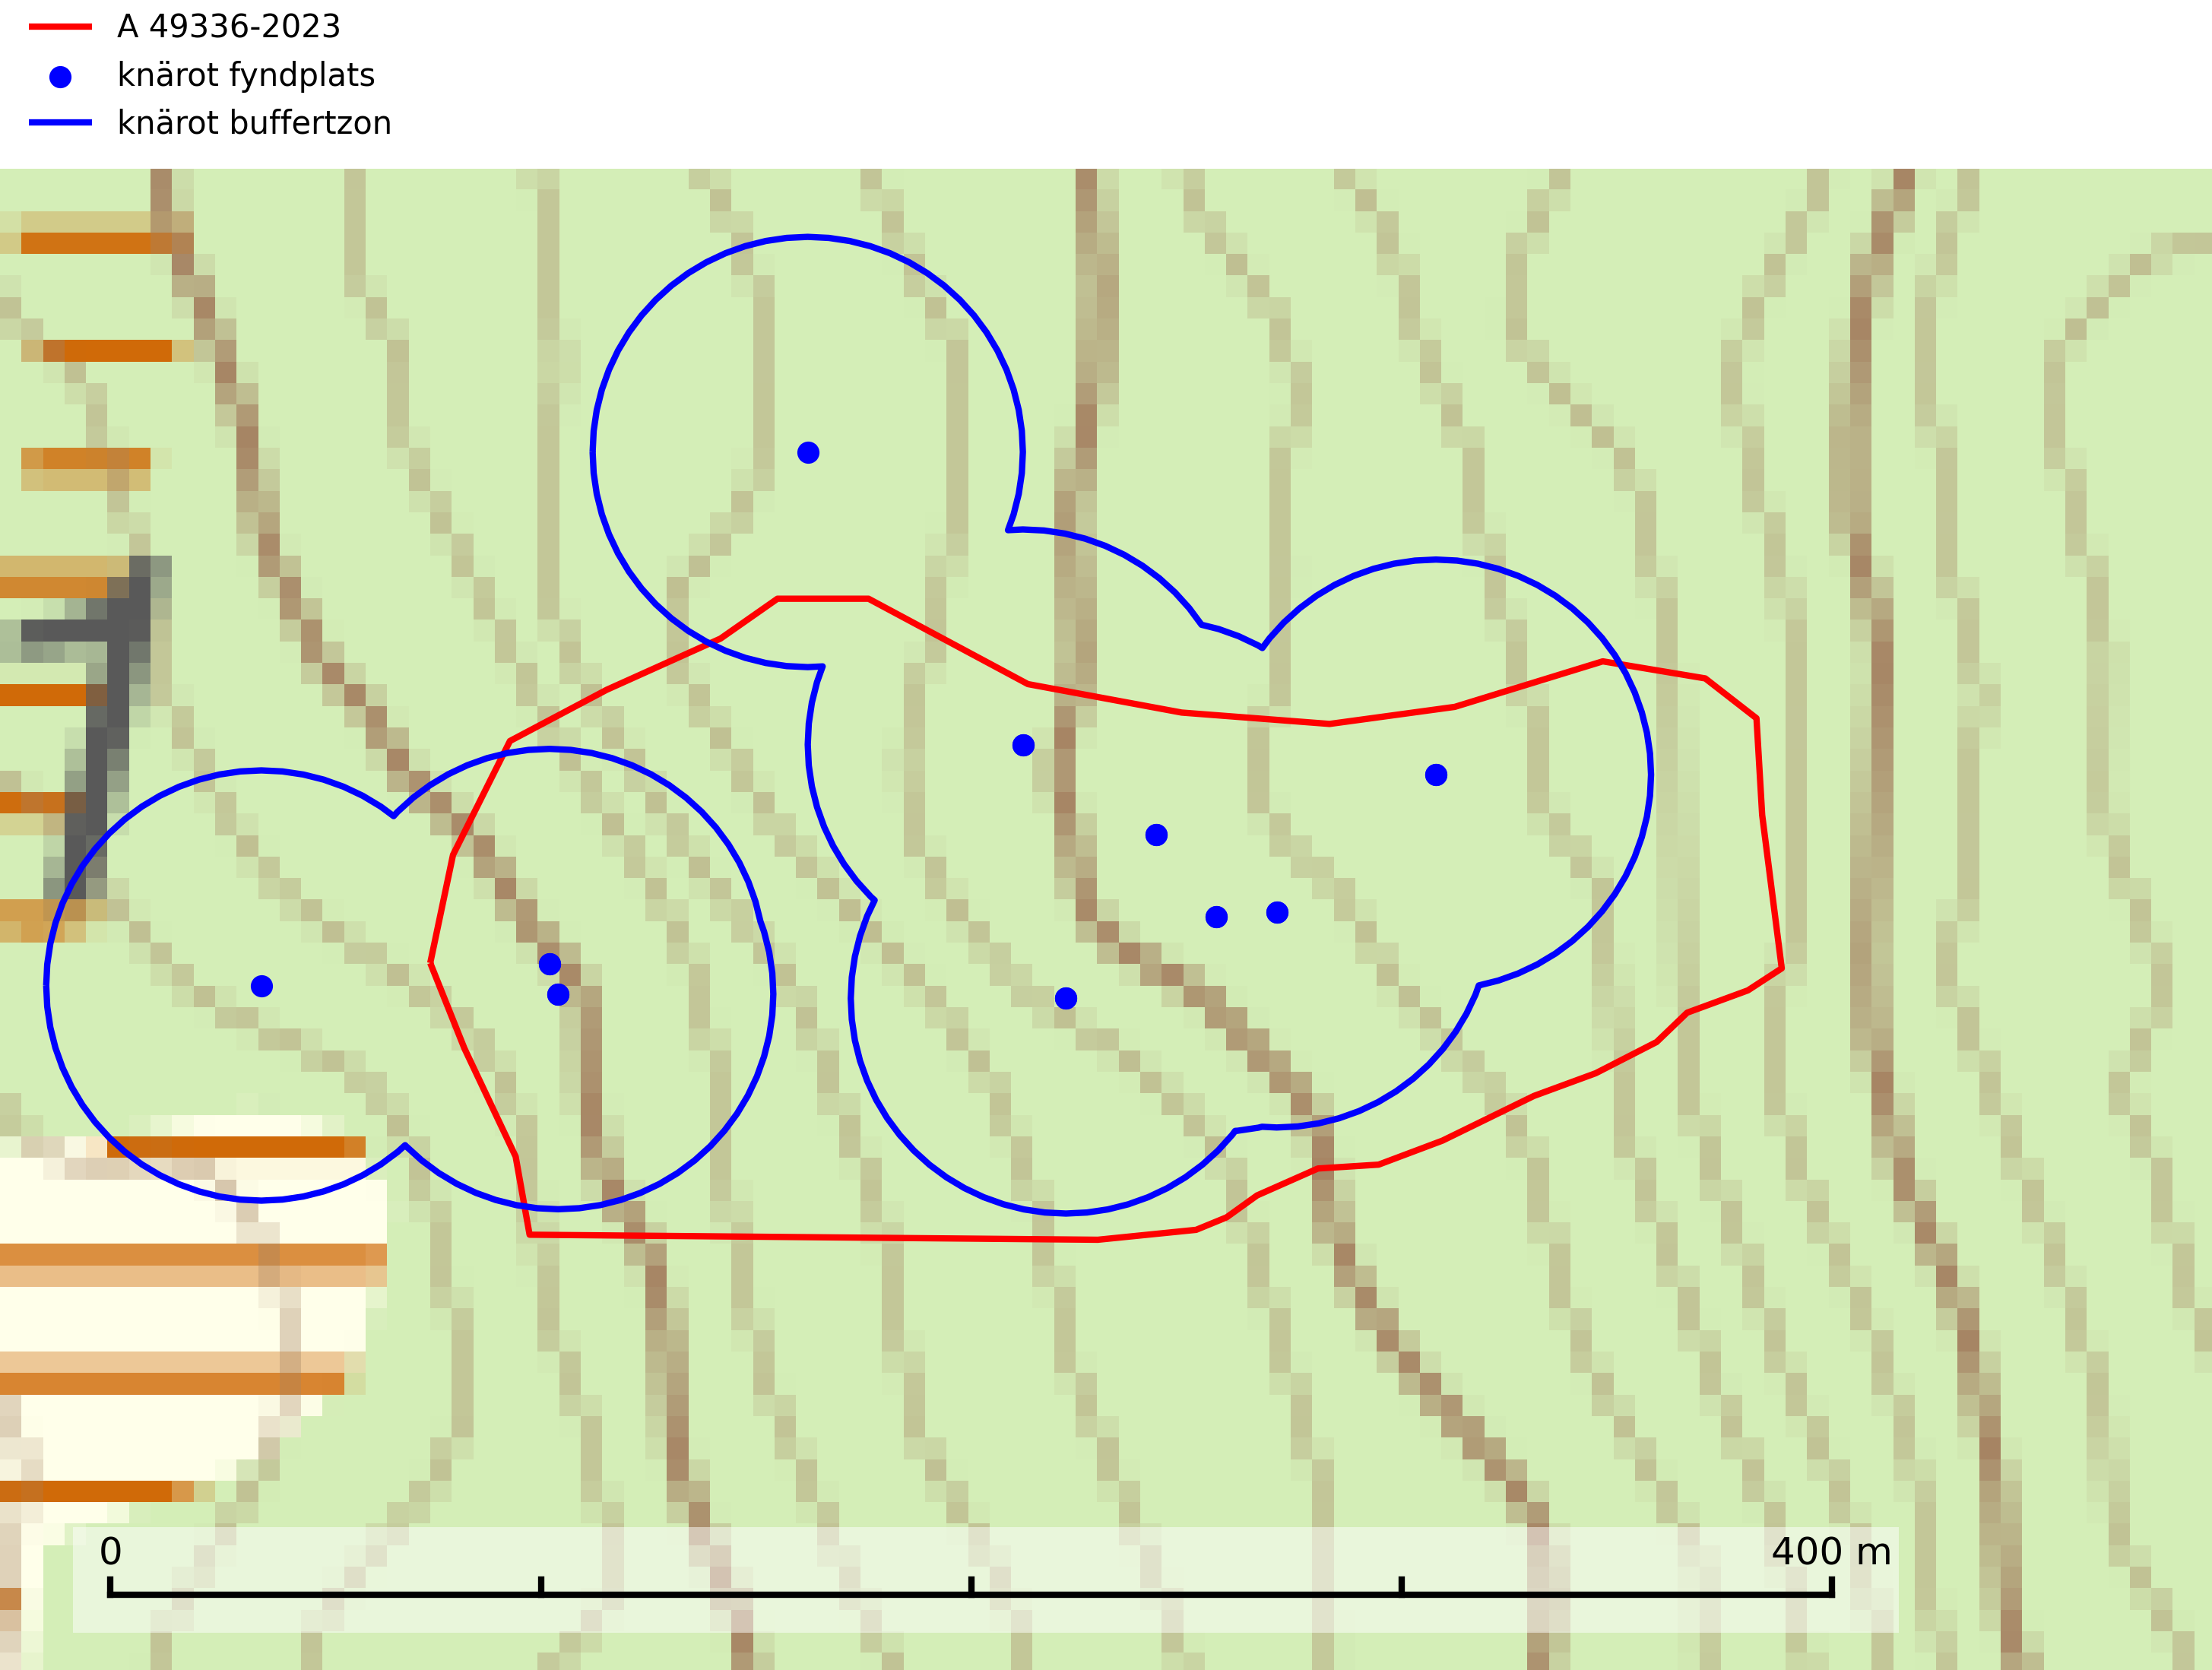 A 49336-2023
knärot fyndplats
knärot buffertzon
0
400 m